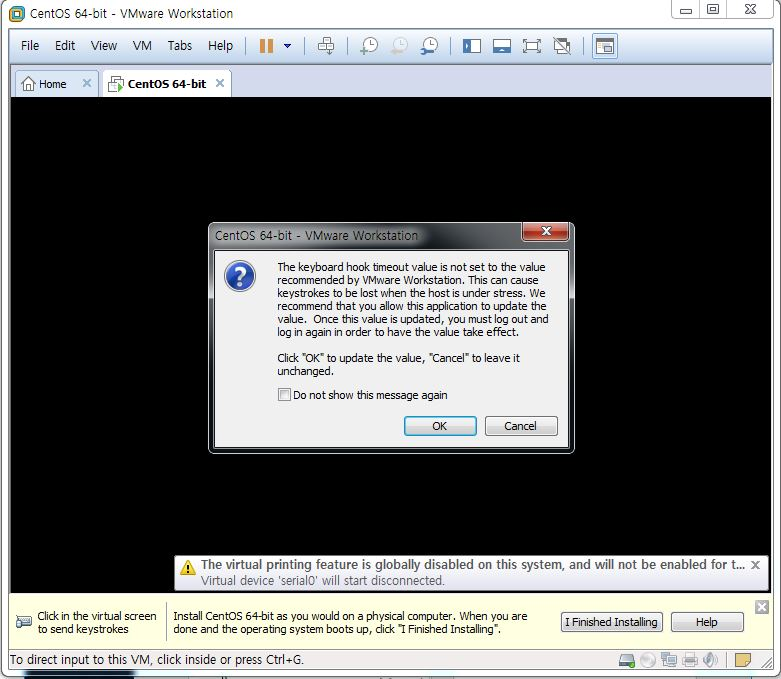 CentOS 64-bit - VMware Workstation
File Edit View VM Tabs Help
Home CentOS 64-bit
CentOS 64-bit - VMware Workstation
The keyboard hook timeout value is not set to the value
recommended by VMware Workstation. This can cause
keystrokes to be lost when the host is under stress. We
recommend that you allow this application to update the
value. Once this value is updated, you must log out and
log in again in order to have the value take effect.
Click "OK" to update the value, "Cancel" to leave it
unchanged.
Do not show this message again
OK Cancel
The virtual printing feature is globally disabled on this system, and will not be enabled for t...
Virtual device 'serial0' will start disconnected.
Click in the virtual screen
to send keystrokes
Install CentOS 64-bit as you would on a physical computer. When you are
done and the operating system boots up, click "I Finished Installing".
I Finished Installing Help
To direct input to this VM, click inside or press Ctrl+G.